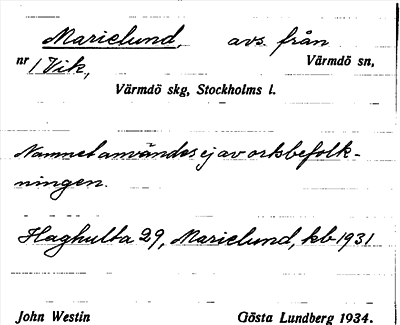 Marielund, avs. från
nr 1 Vik, Värmdö sn,
Värmdö skg, Stockholms l.
Namnet användes ej av ortsbefolk-
ningen.
Haghulta 29, Marielund, kb 1931
John Westin Gösta Lundberg 1934.